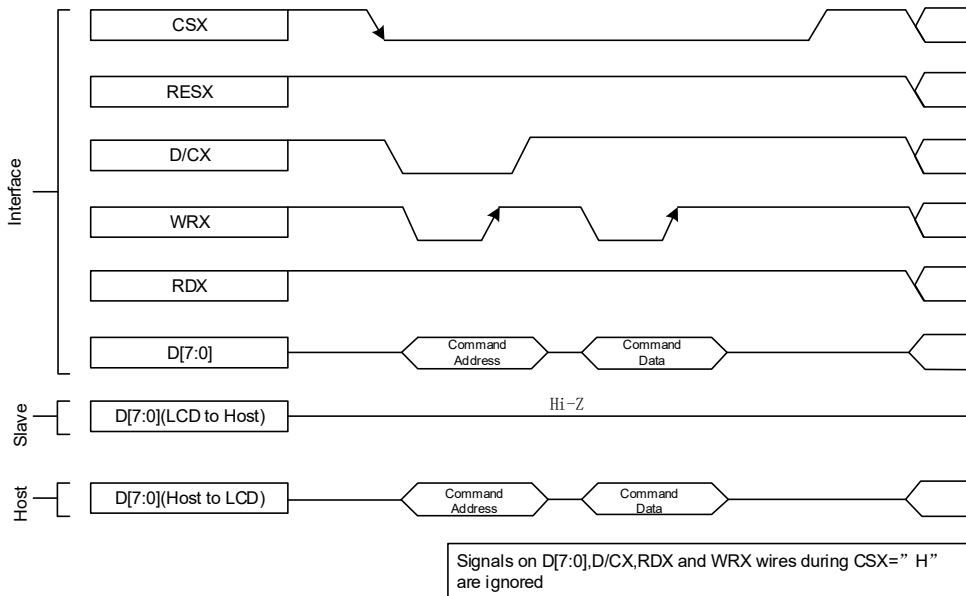 Interface
CSX
RESX
D/CX
WRX
RDX
D[7:0]
Command
Address
Command
Data
Slave
D[7:0](LCD to Host)
Hi-Z
Host
D[7:0](Host to LCD)
Command
Address
Command
Data
Signals on D[7:0],D/CX,RDX and WRX wires during CSX=”H”
are ignored